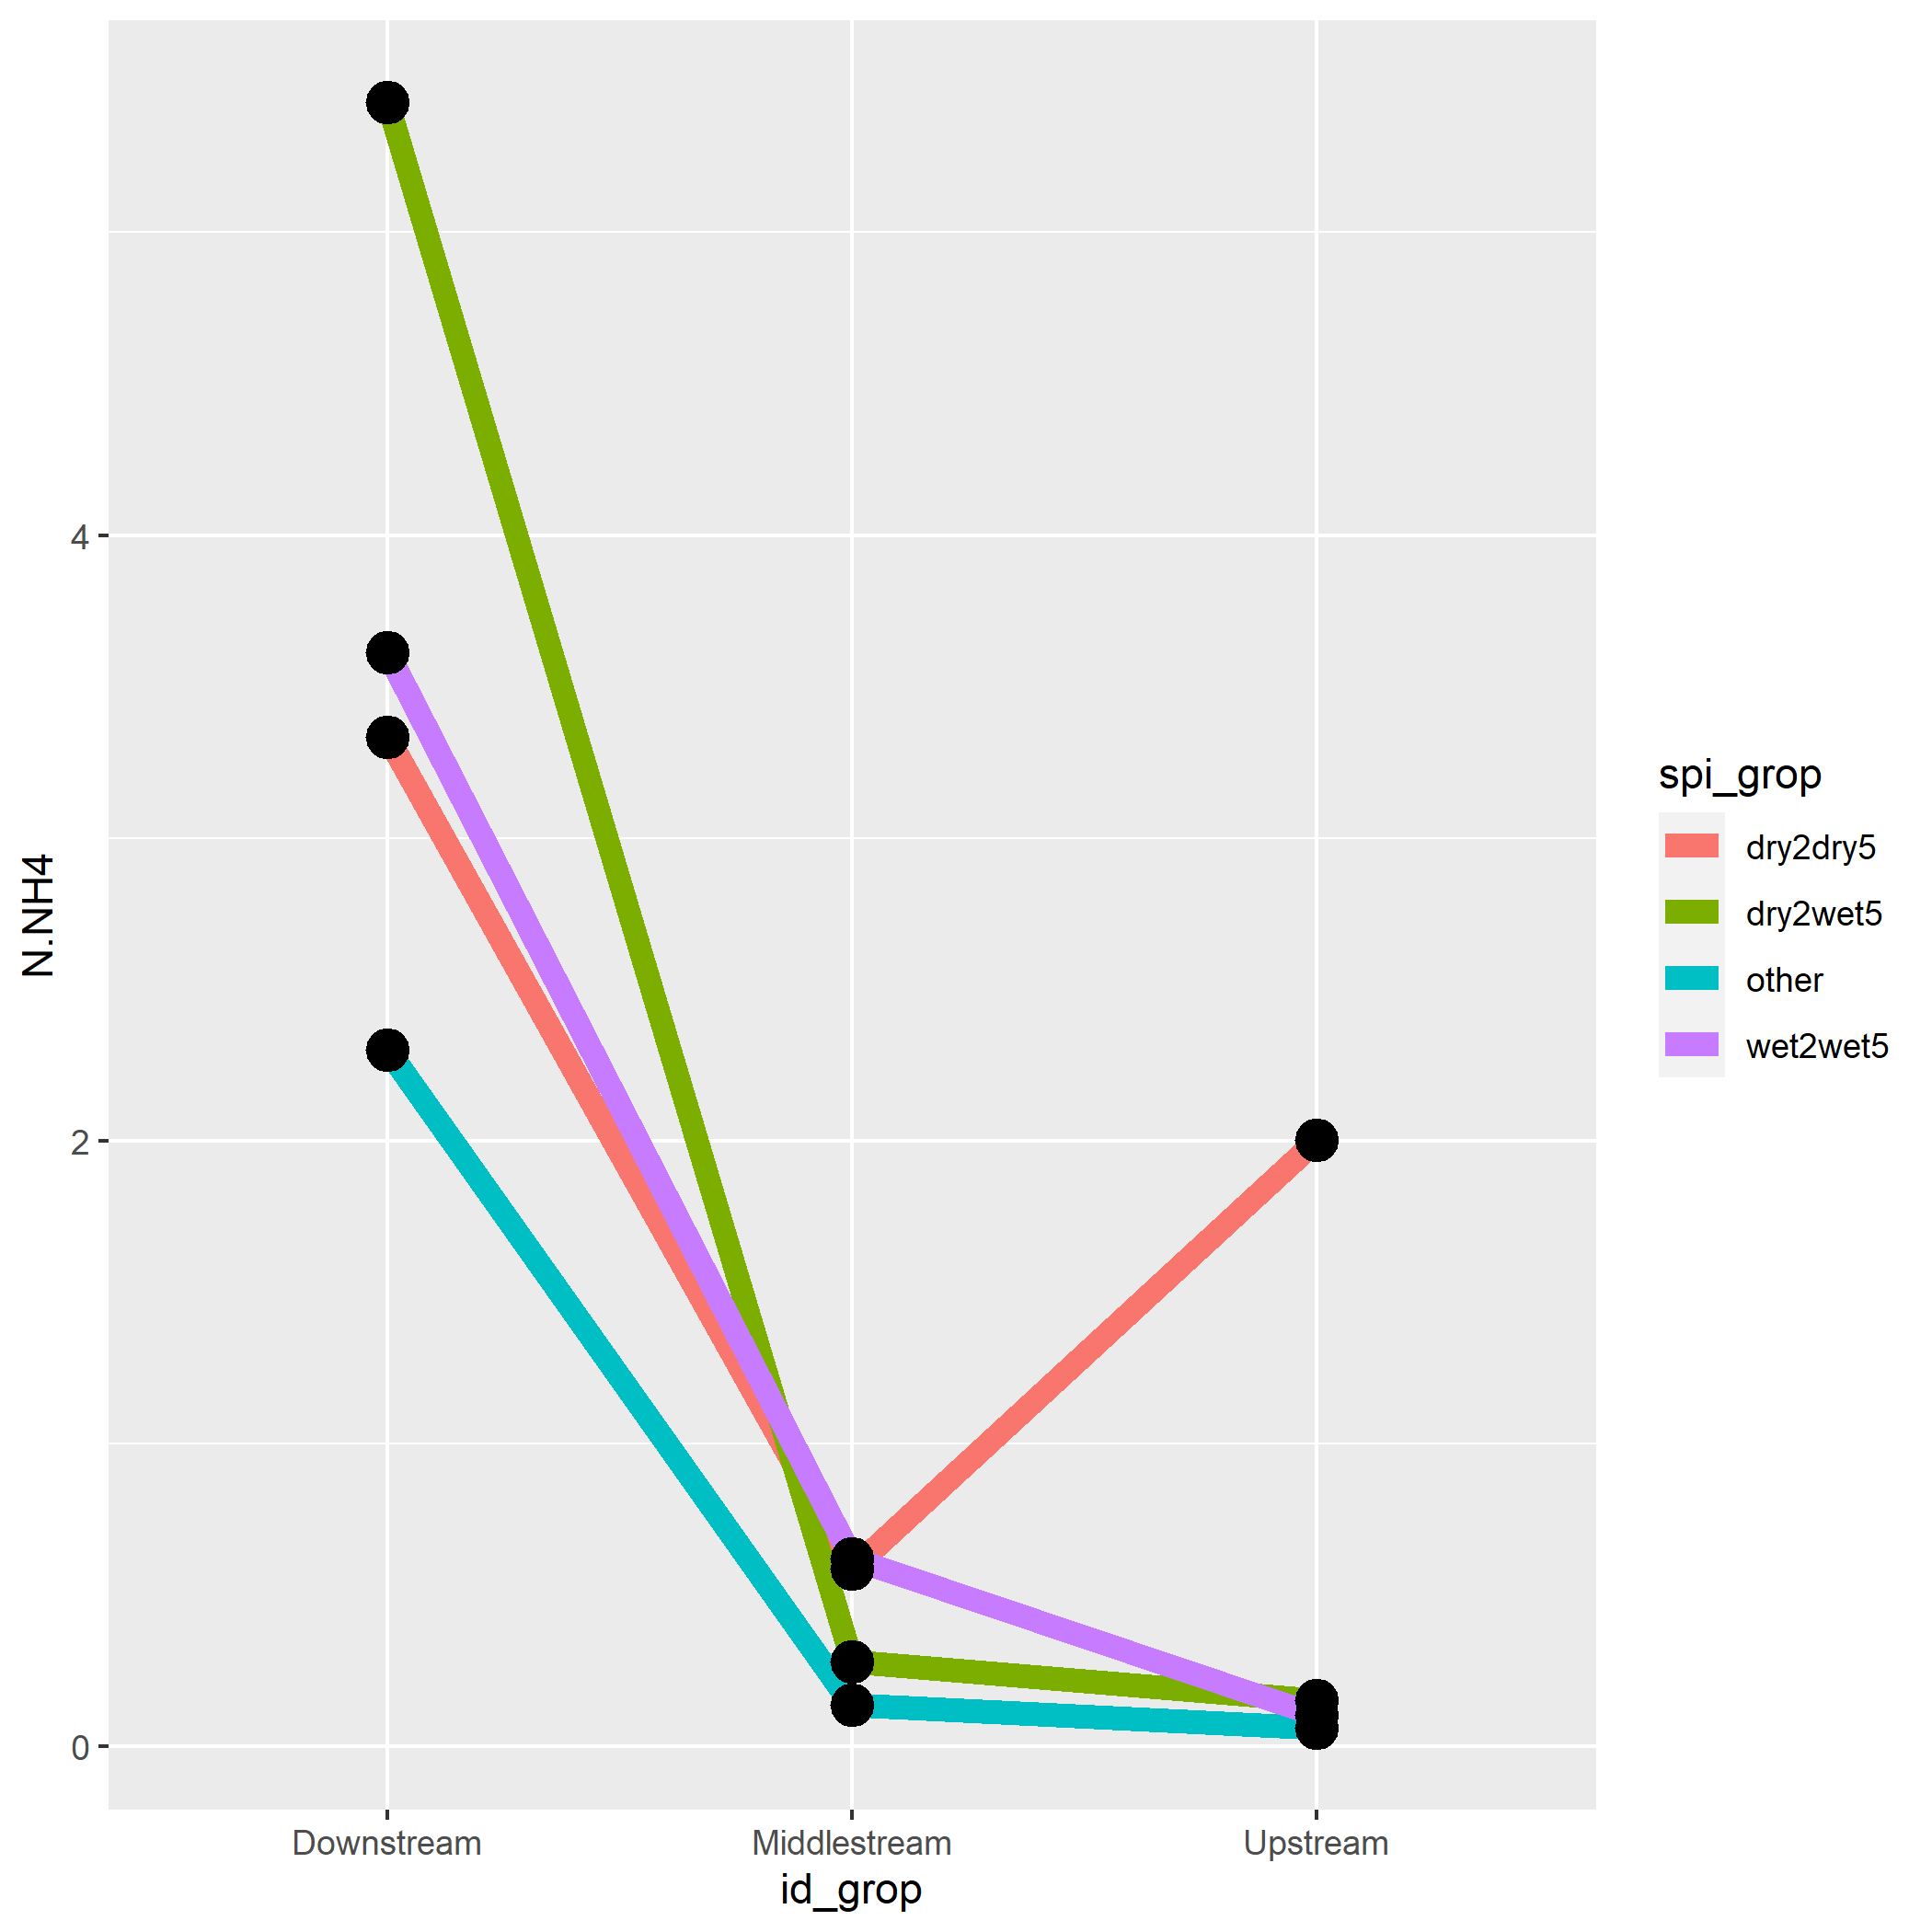 N.NH4
4
2
0
Downstream
Middlestream
Upstream
id_grop
spi_grop
dry2dry5
dry2wet5
other
wet2wet5